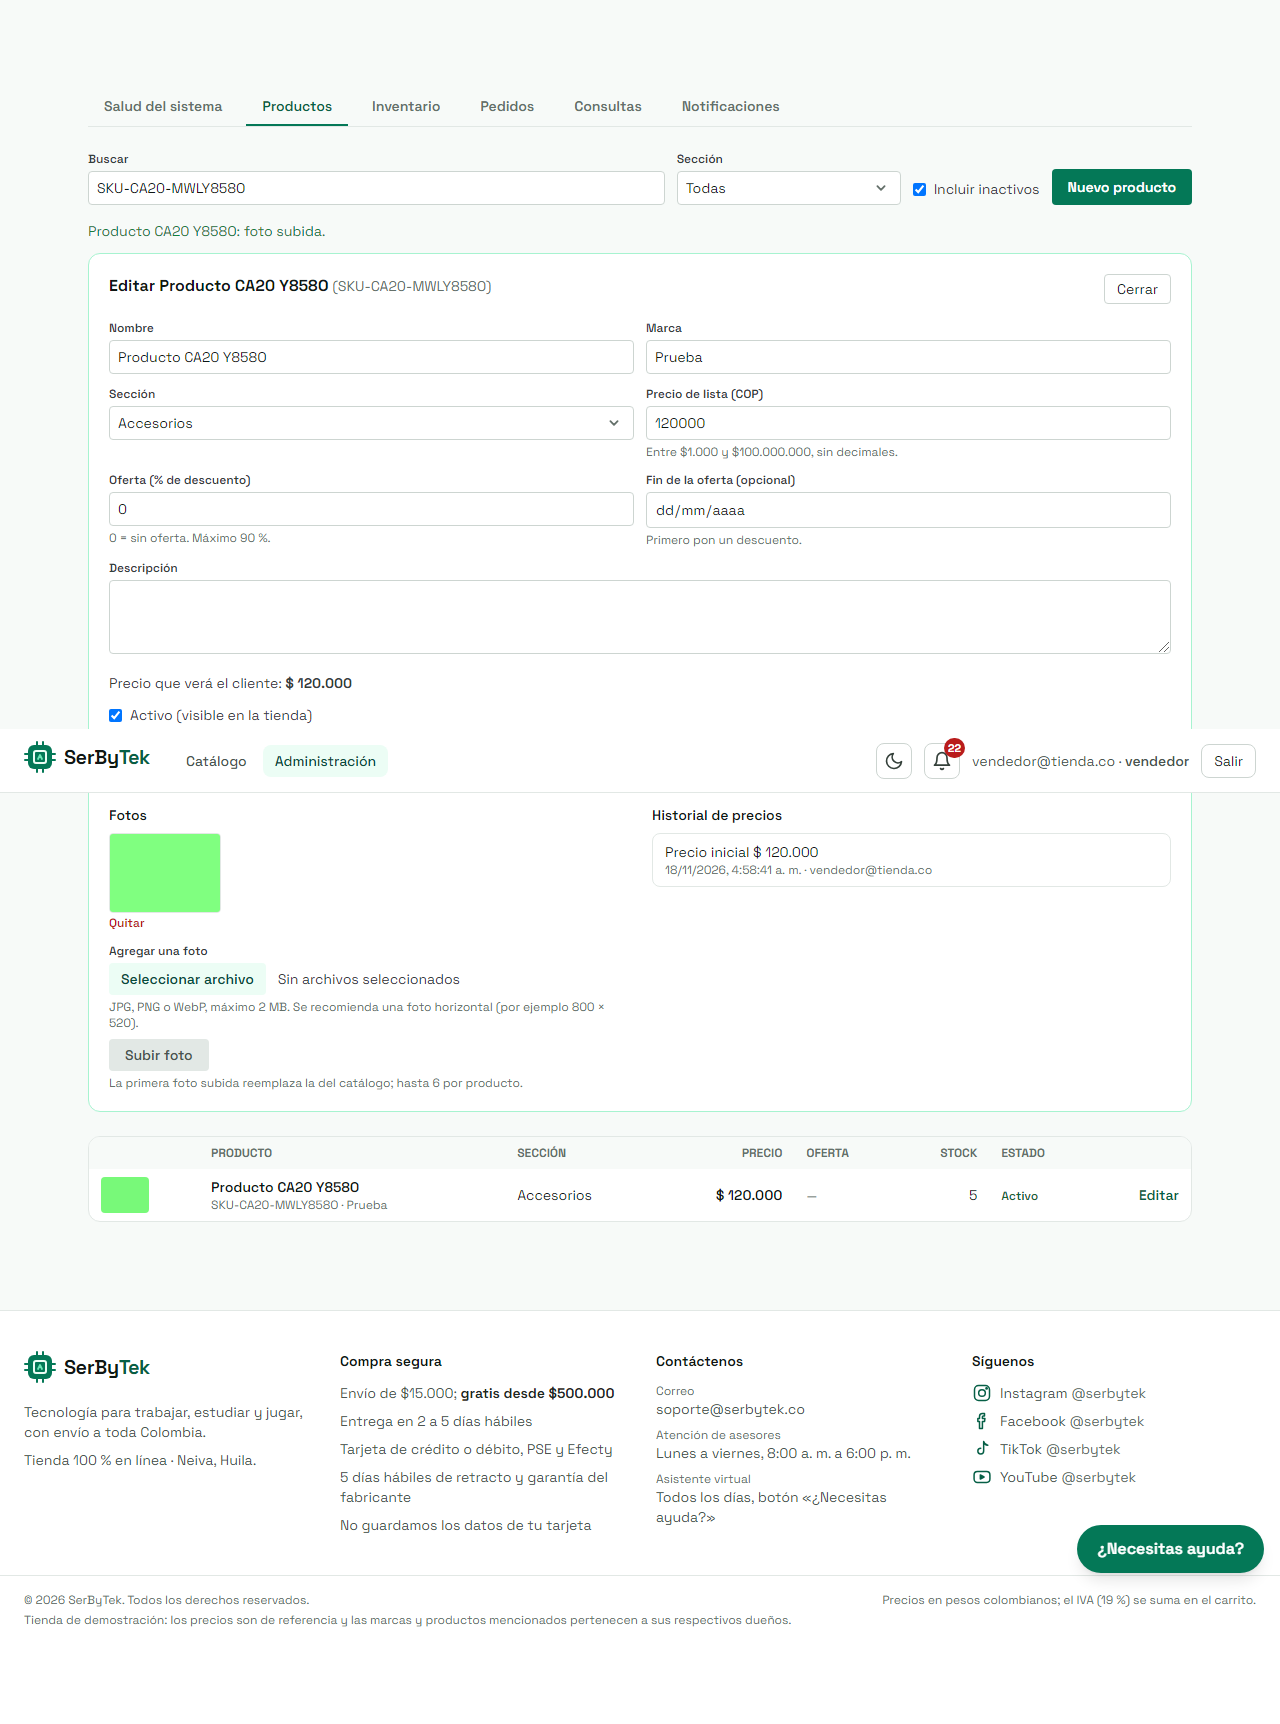 Salud del sistema
Productos
Inventario
Pedidos
Consultas
Notificaciones
Buscar
Sección
SKU-CA20-MWLY8580
Todas
Incluir inactivos
Nuevo producto
Producto CA20 Y8580: foto subida.
Editar Producto CA20 Y8580 (SKU-CA20-MWLY8580)
Cerrar
Nombre
Marca
Producto CA20 Y8580
Prueba
Sección
Precio de lista (COP)
Accesorios
120000
Entre $1.000 y $100.000.000, sin decimales.
Oferta (% de descuento)
Fin de la oferta (opcional)
0
dd/mm/aaaa
0 = sin oferta. Máximo 90 %.
Primero pon un descuento.
Descripción
Precio que verá el cliente: $ 120.000
Activo (visible en la tienda)
SerByTek
Catálogo
Administración
22
vendedor@tienda.co · vendedor
Salir
Fotos
Historial de precios
Precio inicial $ 120.000
18/11/2026, 4:58:41 a. m. · vendedor@tienda.co
Quitar
Agregar una foto
Seleccionar archivo
Sin archivos seleccionados
JPG, PNG o WebP, máximo 2 MB. Se recomienda una foto horizontal (por ejemplo 800 ×
520).
Subir foto
La primera foto subida reemplaza la del catálogo; hasta 6 por producto.
PRODUCTO
SECCIÓN
PRECIO
OFERTA
STOCK
ESTADO
Producto CA20 Y8580
SKU-CA20-MWLY8580 · Prueba
Accesorios
$ 120.000
—
5
Activo
Editar
SerByTek
Tecnología para trabajar, estudiar y jugar,
con envío a toda Colombia.
Tienda 100 % en línea · Neiva, Huila.
Compra segura
Envío de $15.000; gratis desde $500.000
Entrega en 2 a 5 días hábiles
Tarjeta de crédito o débito, PSE y Efecty
5 días hábiles de retracto y garantía del
fabricante
No guardamos los datos de tu tarjeta
Contáctenos
Correo
soporte@serbytek.co
Atención de asesores
Lunes a viernes, 8:00 a. m. a 6:00 p. m.
Asistente virtual
Todos los días, botón «¿Necesitas
ayuda?»
Síguenos
Instagram @serbytek
Facebook @serbytek
TikTok @serbytek
YouTube @serbytek
¿Necesitas ayuda?
© 2026 SerByTek. Todos los derechos reservados.
Precios en pesos colombianos; el IVA (19 %) se suma en el carrito.
Tienda de demostración: los precios son de referencia y las marcas y productos mencionados pertenecen a sus respectivos dueños.